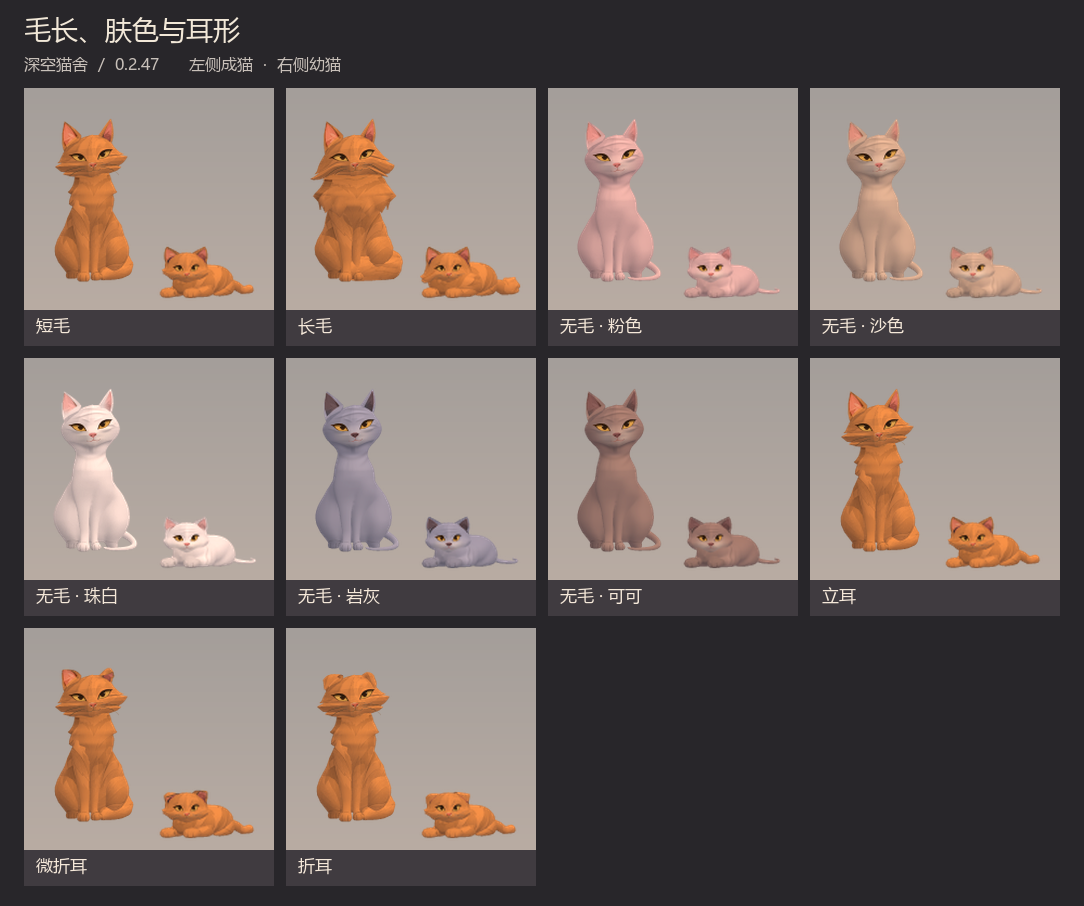 毛长、肤色与耳形
深空猫舍 / 0.2.47 左侧成猫 · 右侧幼猫
短毛
长毛
无毛 · 粉色
无毛 · 沙色
无毛 · 珠白
无毛 · 岩灰
无毛 · 可可
立耳
微折耳
折耳